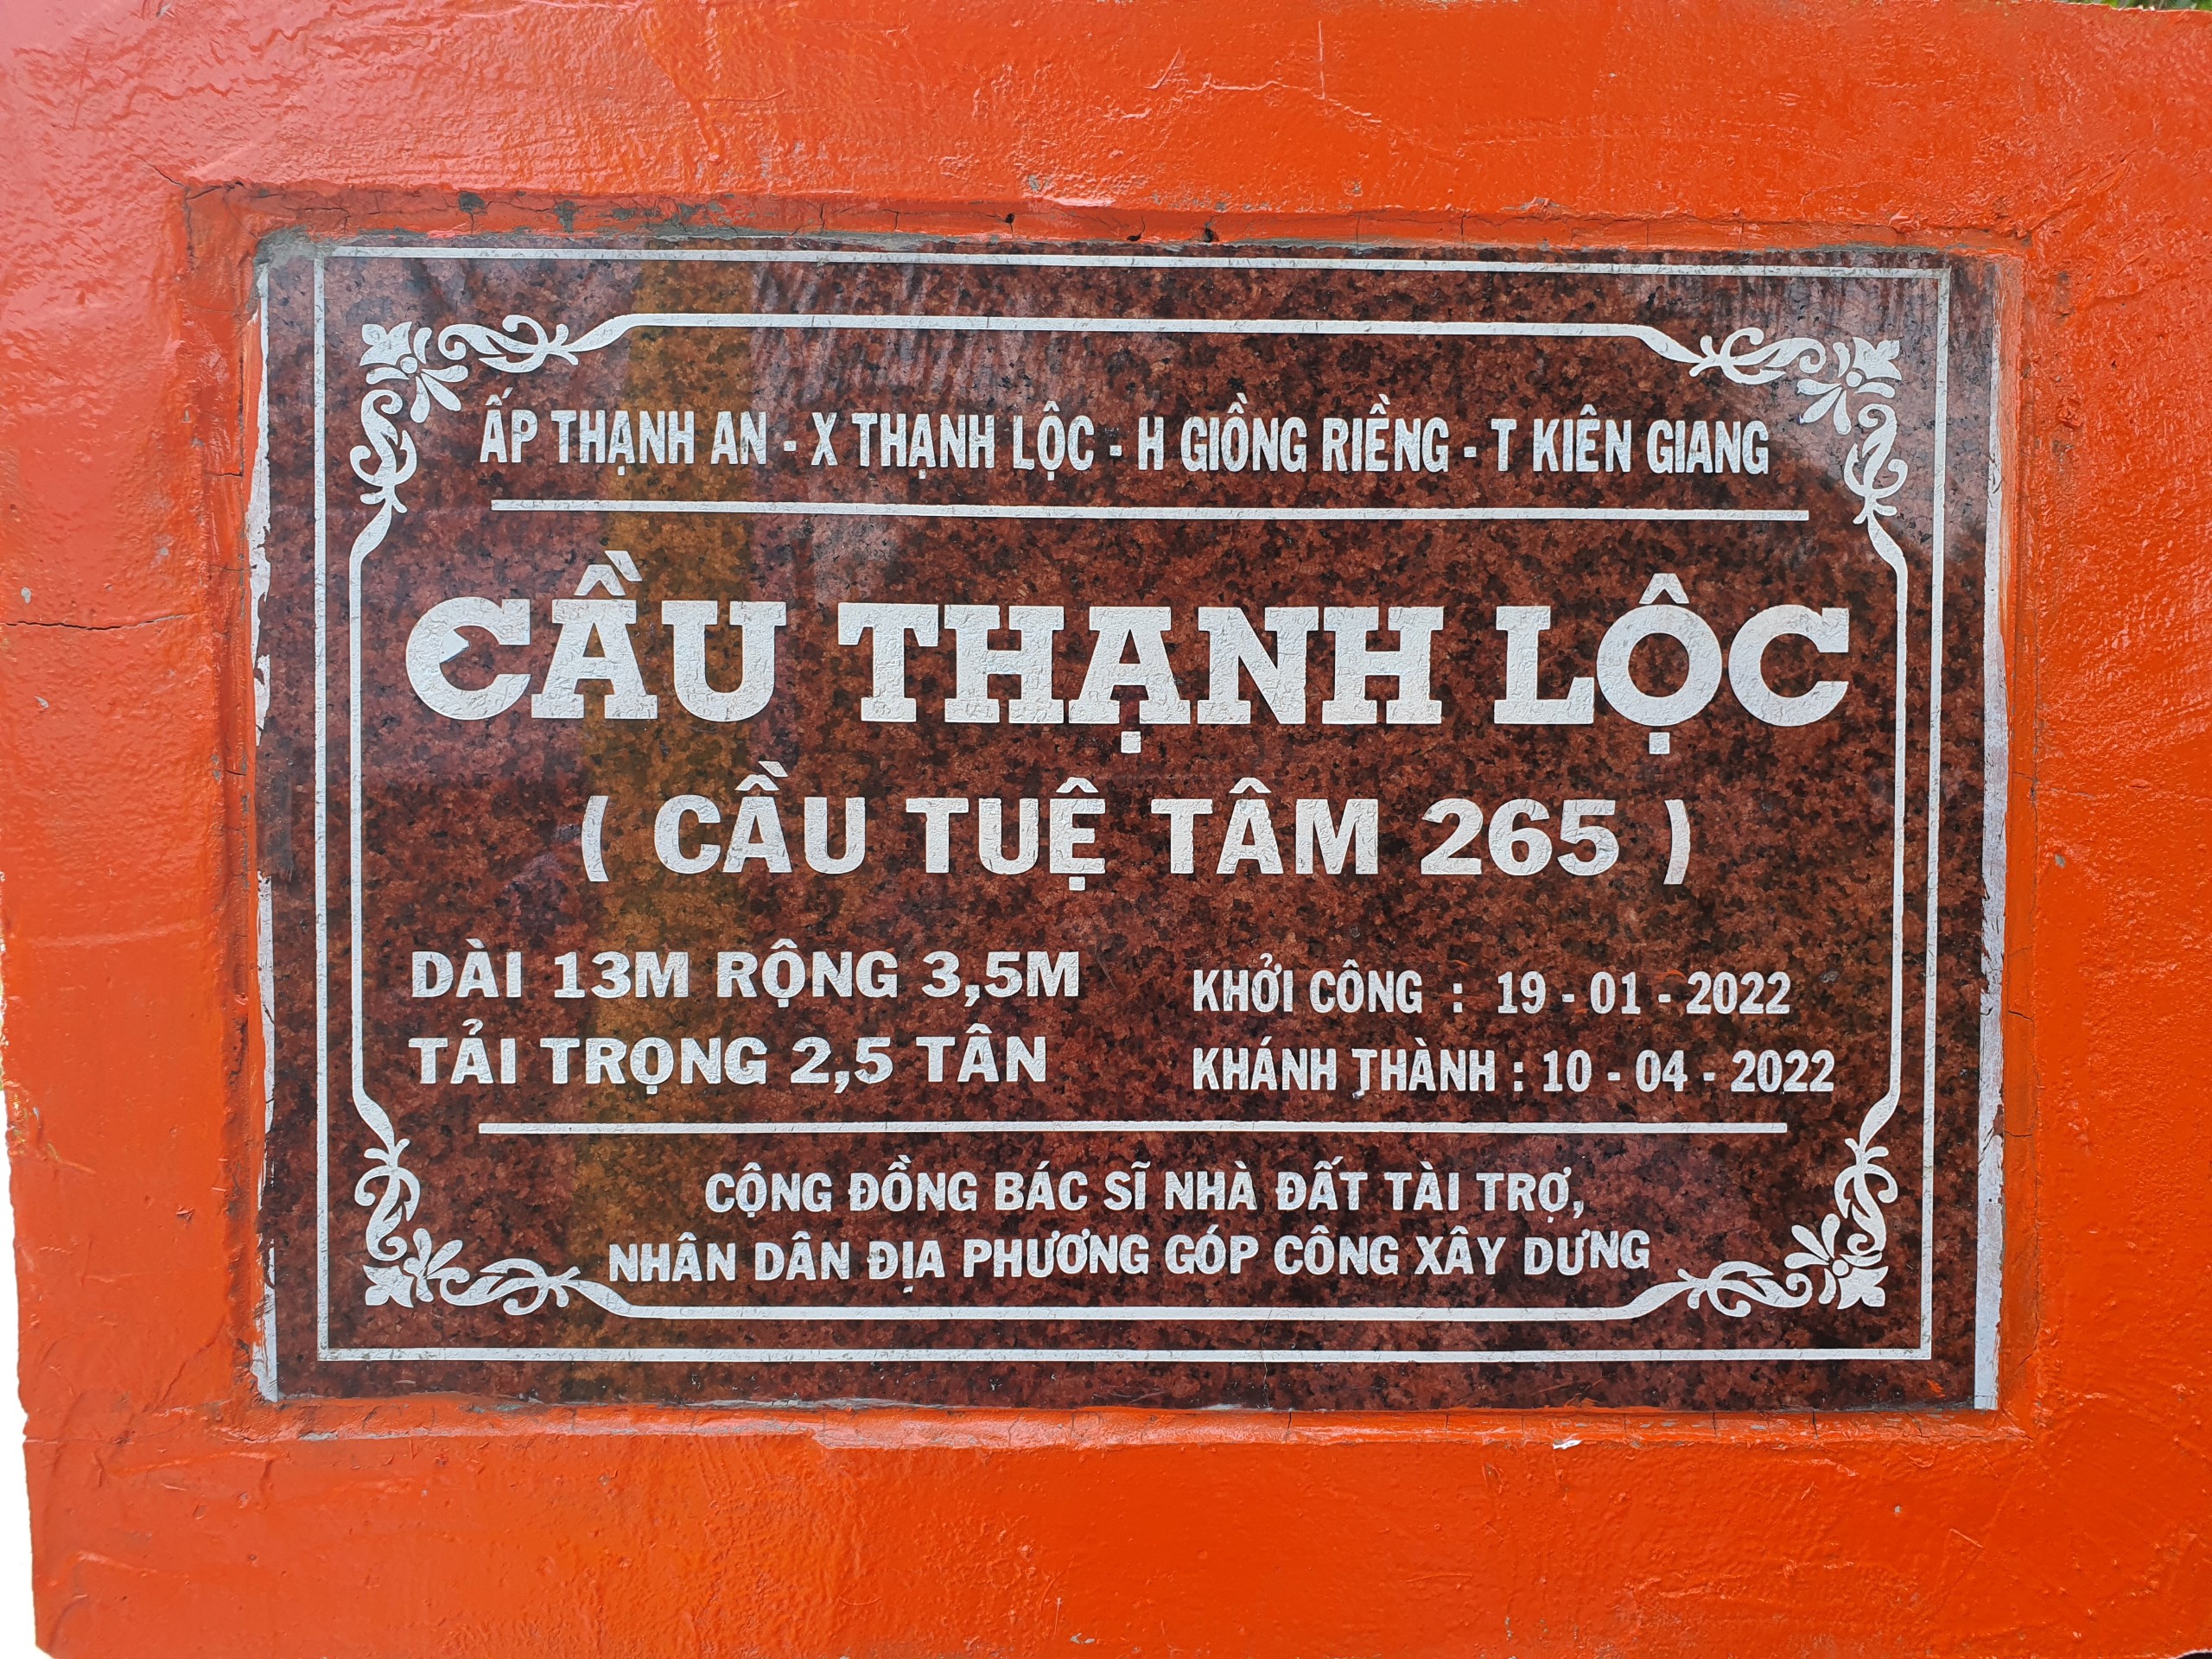 ẤP THẠNH AN - X THẠNH LỘC - H GIỒNG RIỀNG - T KIÊN GIANG
CẦU THẠNH LỘC
( CẦU TUỆ TÂM 265 )
DÀI 13M RỘNG 3,5M
TẢI TRỌNG 2,5 TÂN
KHỞI CÔNG : 19 - 01 - 2022
KHÁNH THÀNH : 10 - 04 - 2022
CỘNG ĐỒNG BÁC SĨ NHÀ ĐẤT TÀI TRỢ,
NHÂN DÂN ĐỊA PHƯƠNG GÓP CÔNG XÂY DƯNG